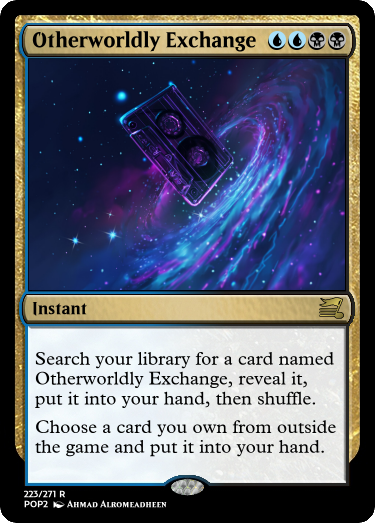 Otherworldly Exchange
Instant
Search your library for a card named
Otherworldly Exchange, reveal it,
put it into your hand, then shuffle.
Choose a card you own from outside
the game and put it into your hand.
223/271 R
POP2 Ahmad Alromeadheen